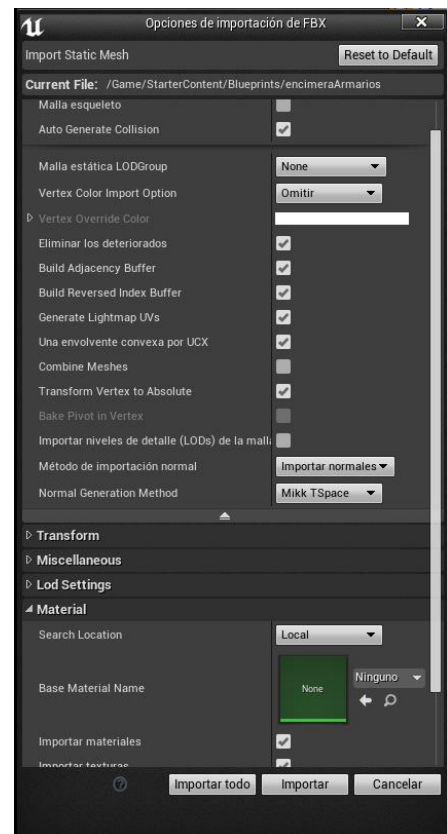 Opciones de importación de FBX
Import Static Mesh Reset to Default
Current File: /Game/StarterContent/Blueprints/encimeraArmarios
Malla esqueleto
Auto Generate Collision
Malla estática LODGroup None
Vertex Color Import Option Omitir
Vertex Override Color
Eliminar los deteriorados
Build Adjacency Buffer
Build Reversed Index Buffer
Generate Lightmap UVs
Una envolvente convexa por UCX
Combine Meshes
Transform Vertex to Absolute
Bake Pivot in Vertex
Importar niveles de detalle (LODs) de la malla
Método de importación normal Importar normales
Normal Generation Method Mikk TSpace
Transform
Miscellaneous
Lod Settings
Material
Search Location Local
Base Material Name None Ninguno
Importar materiales
Importar texturas
Importar todo Importar Cancelar